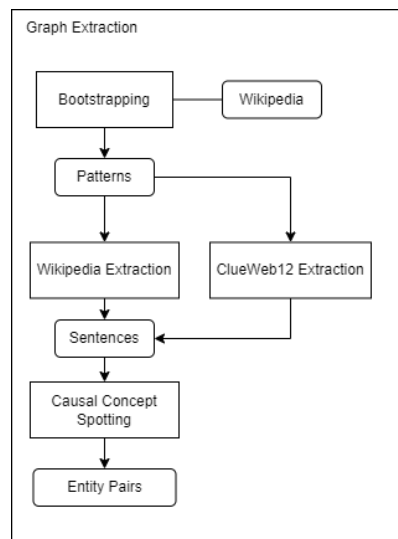 Graph Extraction
Bootstrapping
Wikipedia
Patterns
Wikipedia Extraction
ClueWeb12 Extraction
Sentences
Causal Concept
Spotting
Entity Pairs